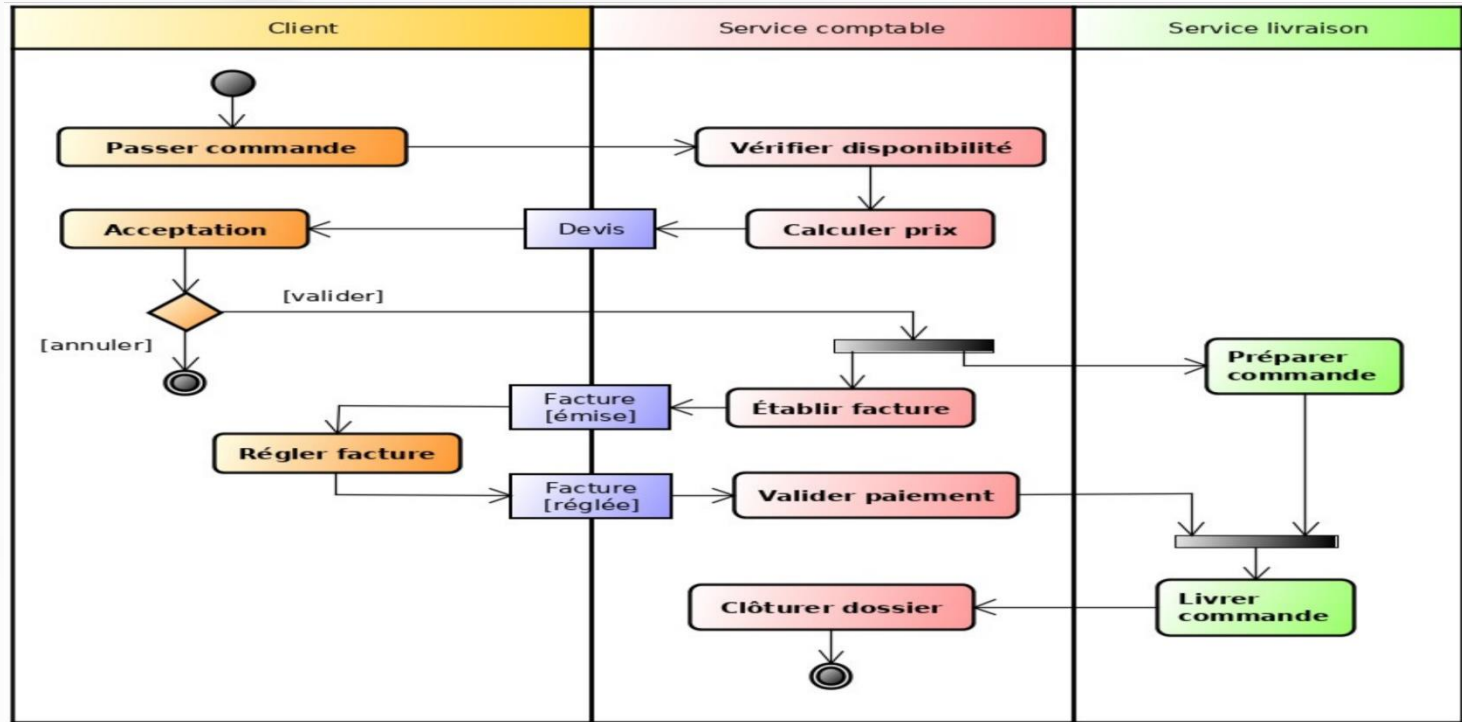 Client
Service comptable
Service livraison
Passer commande
Vérifier disponibilité
Acceptation
Devis
Calculer prix
[valider]
[annuler]
Préparer
commande
Facture
[émise]
Établir facture
Régler facture
Facture
[réglée]
Valider paiement
Clôturer dossier
Livrer
commande